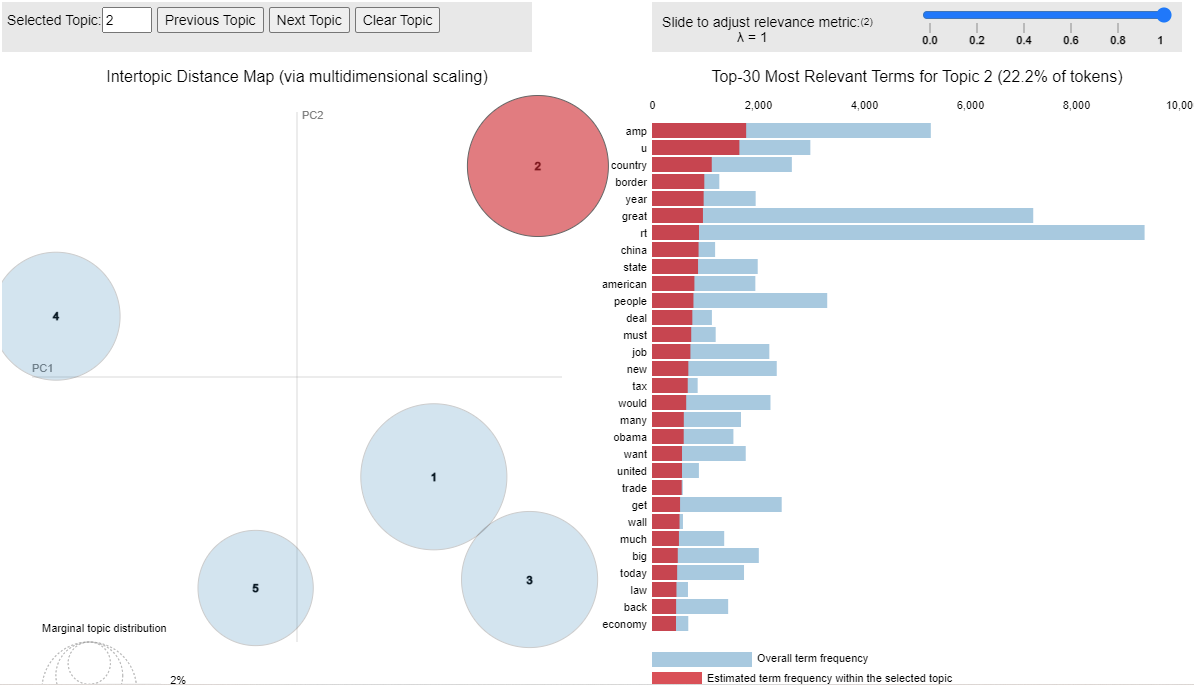 Selected Topic: 2 Previous Topic Next Topic Clear Topic
Slide to adjust relevance metric:(2)
λ = 1
0.0 0.2 0.4 0.6 0.8 1
Intertopic Distance Map (via multidimensional scaling)
PC2
2
4
PC1
1
3
5
Marginal topic distribution
2%
Top-30 Most Relevant Terms for Topic 2 (22.2% of tokens)
0 2,000 4,000 6,000 8,000 10,00
amp
u
country
border
year
great
rt
china
state
american
people
deal
must
job
new
tax
would
many
obama
want
united
trade
get
wall
much
big
today
law
back
economy
Overall term frequency
Estimated term frequency within the selected topic